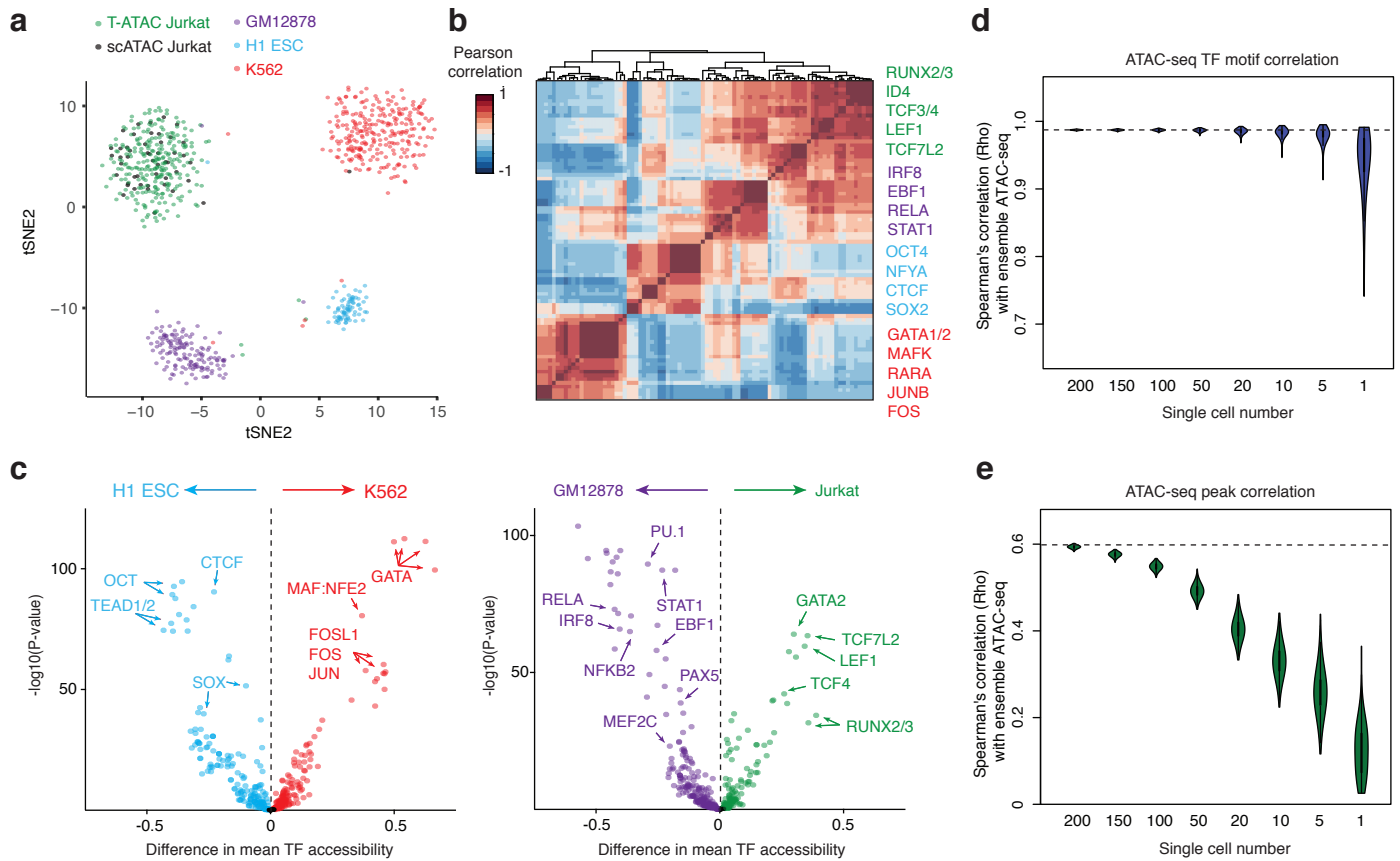 a
T-ATAC Jurkat
scATAC Jurkat
GM12878
H1 ESC
K562
10
0
−10
tSNE2
−10
−5
0
5
10
15
tSNE2
b
Pearson
correlation
1
-1
RUNX2/3
ID4
TCF3/4
LEF1
TCF7L2
IRF8
EBF1
RELA
STAT1
OCT4
NFYA
CTCF
SOX2
GATA1/2
MAFK
RARA
JUNB
FOS
c
H1 ESC
K562
OCT
CTCF
TEAD1/2
SOX
GATA
MAF:NFE2
FOSL1
FOS
JUN
100
50
-log10(P-value)
-0.5
0
0.5
Difference in mean TF accessibility
GM12878
Jurkat
PU.1
RELA
STAT1
IRF8
EBF1
NFKB2
PAX5
MEF2C
GATA2
TCF7L2
LEF1
TCF4
RUNX2/3
100
50
-log10(P-value)
-0.5
0
0.5
Difference in mean TF accessibility
d
ATAC-seq TF motif correlation
Spearman's correlation (Rho)
with ensemble ATAC-seq
1.0
0.9
0.8
0.7
200 150 100 50 20 10 5 1
Single cell number
e
ATAC-seq peak correlation
Spearman's correlation (Rho)
with ensemble ATAC-seq
0.6
0.4
0.2
0
200 150 100 50 20 10 5 1
Single cell number